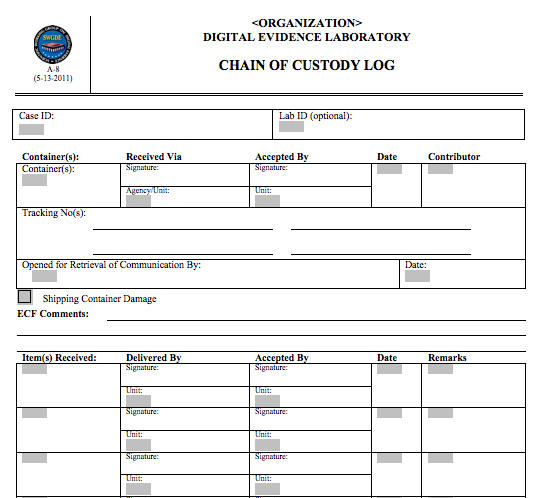 <ORGANIZATION>
DIGITAL EVIDENCE LABORATORY
CHAIN OF CUSTODY LOG
SWGDE
A-8
(5-13-2011)
Case ID:
Lab ID (optional):
Container(s): Received Via Accepted By Date Contributor
Container(s): Signature: Signature:
Agency/Unit: Unit:
Tracking No(s):
Opened for Retrieval of Communication By: Date:
Shipping Container Damage
ECF Comments:
Item(s) Received: Delivered By Accepted By Date Remarks
Signature: Signature:
Unit: Unit:
Signature: Signature:
Unit: Unit:
Signature: Signature:
Unit: Unit: